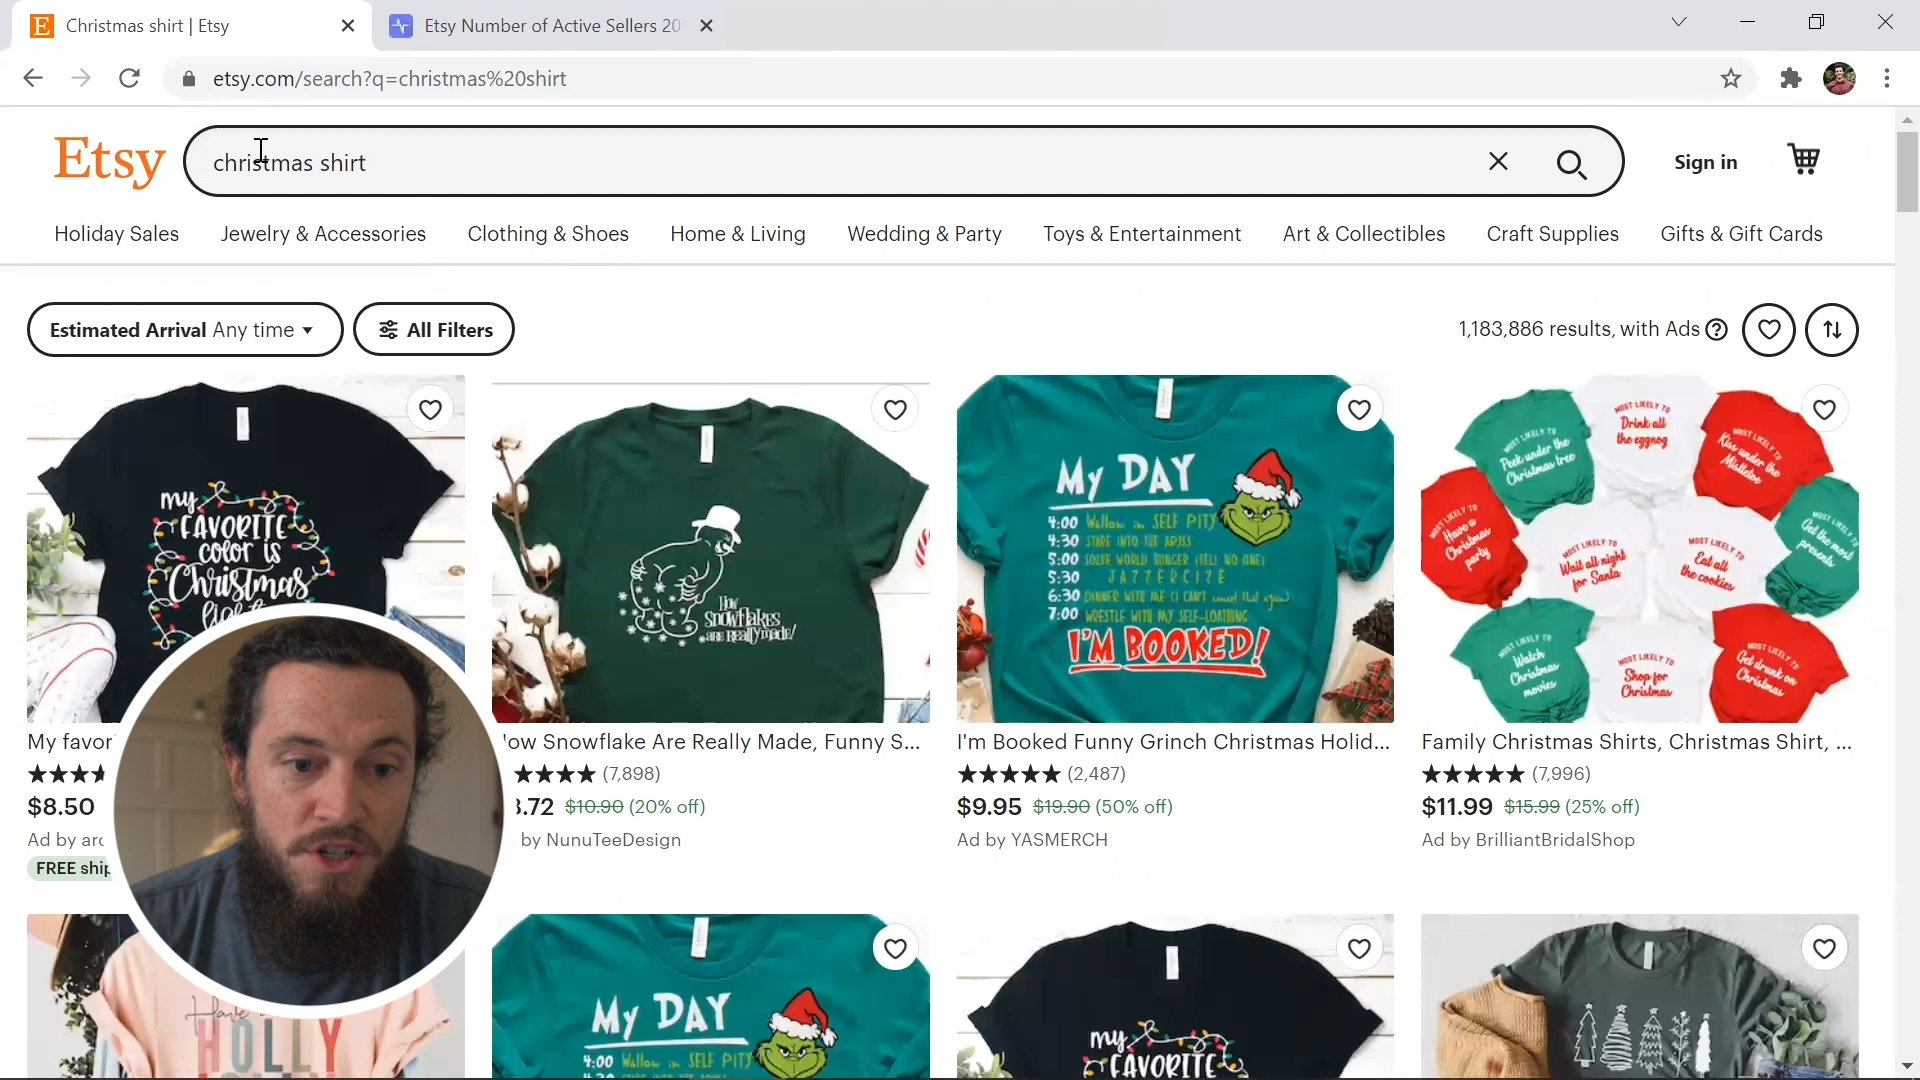 Christmas shirt | Etsy
Etsy Number of Active Sellers 20
etsy.com/search?q=christmas%20shirt
Etsy
christmas shirt
Sign in
Holiday Sales
Jewelry & Accessories
Clothing & Shoes
Home & Living
Wedding & Party
Toys & Entertainment
Art & Collectibles
Craft Supplies
Gifts & Gift Cards
Estimated Arrival Any time
All Filters
1,183,886 results, with Ads
my
FAVORITE
color is
Christmas
How
Snowflakes
are Really made!
My DAY
4:00 Wallow in SELF PITY
4:30 STARE INTO THE ABYSS
5:00 SOLVE WORLD HUNGER (TELL NO ONE)
5:30 JAZZERCIZE
6:30 DINNER WITH ME (I CAN'T cancel that again)
7:00 WRESTLE WITH MY SELF-LOATHING
I'M BOOKED!
MOST LIKELY TO
Drink all
the eggnog
MOST LIKELY TO
Peek under the
Christmas tree
MOST LIKELY TO
Kiss under the
Mistletoe
MOST LIKELY TO
Have a
Christmas
party
MOST LIKELY TO
Wait all night
for Santa
MOST LIKELY TO
Eat all
the cookies
MOST LIKELY TO
Get the most
presents
MOST LIKELY TO
Watch
Christmas
movies
MOST LIKELY TO
Shop for
Christmas
MOST LIKELY TO
Get drunk on
Christmas
My favor
ow Snowflake Are Really Made, Funny S...
I'm Booked Funny Grinch Christmas Holid...
Family Christmas Shirts, Christmas Shirt, ...
(7,898)
(2,487)
(7,996)
$8.50
.72 $10.90 (20% off)
$9.95 $19.90 (50% off)
$11.99 $15.99 (25% off)
Ad by arc
by NunuTeeDesign
Ad by YASMERCH
Ad by BrilliantBridalShop
FREE ship
Have a
HOLLY
My DAY
4:00 Wallow in SELF PITY
my
FAVORITE